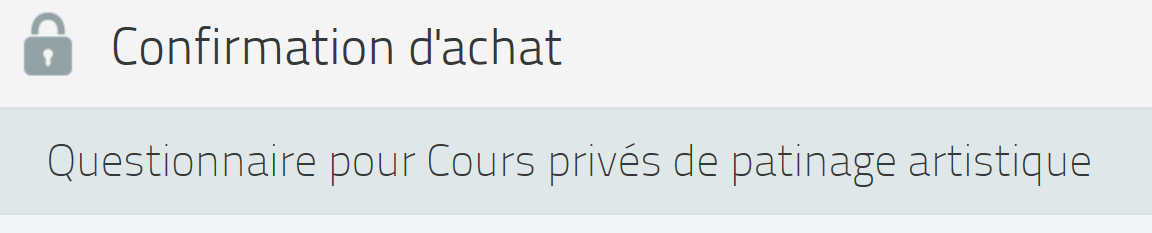 Confirmation d'achat
Questionnaire pour Cours privés de patinage artistique